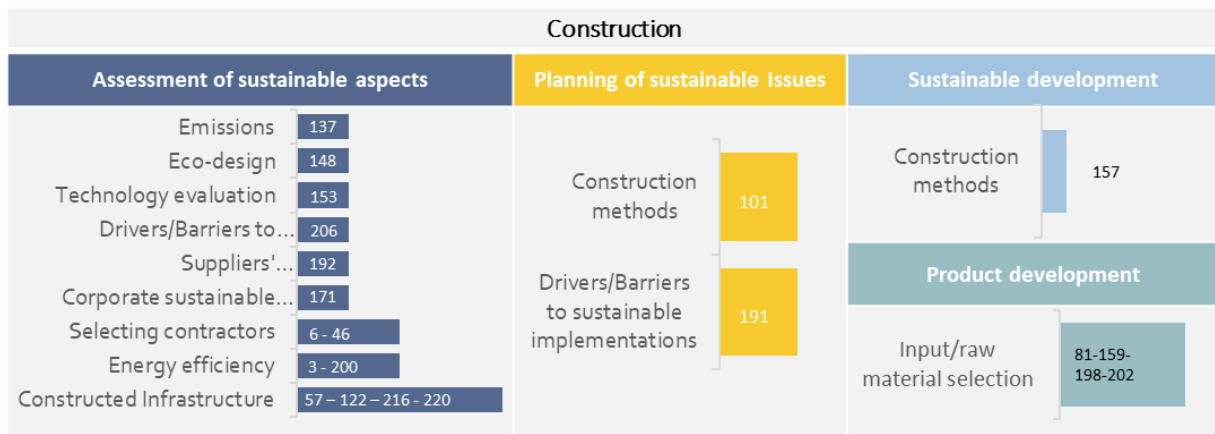 Construction
Assessment of sustainable aspects
Emissions 137
Eco-design 148
Technology evaluation 153
Drivers/Barriers to... 206
Suppliers'... 192
Corporate sustainable... 171
Selecting contractors 6 - 46
Energy efficiency 3 - 200
Constructed Infrastructure 57 – 122 – 216 - 220
Planning of sustainable Issues
Construction
methods
101
Drivers/Barriers
to sustainable
implementations
191
Sustainable development
Construction
methods
157
Product development
Input/raw
material selection
81-159-
198-202